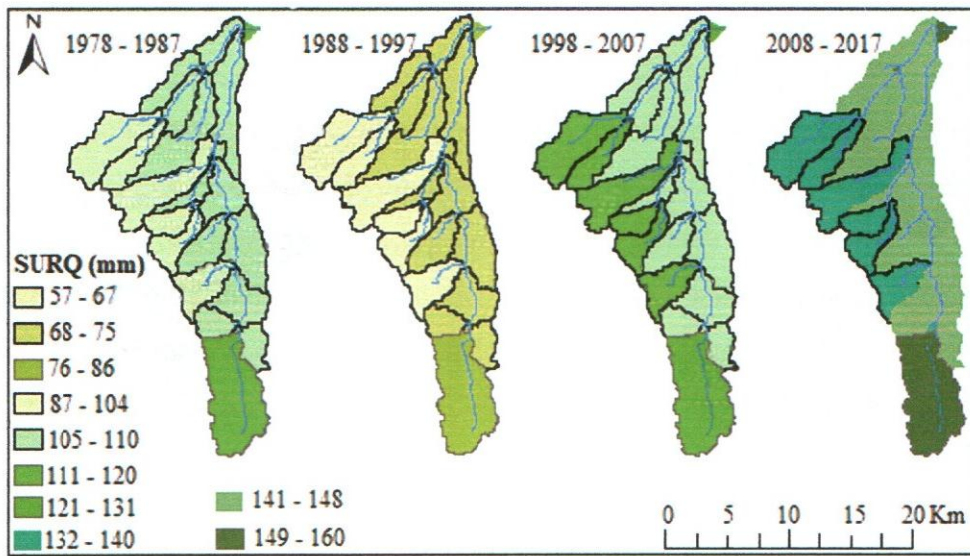 N
1978 - 1987
1988 - 1997
1998 - 2007
2008 - 2017
SURQ (mm)
57 - 67
68 - 75
76 - 86
87 - 104
105 - 110
111 - 120
121 - 131
132 - 140
141 - 148
149 - 160
0 5 10 15 20 Km